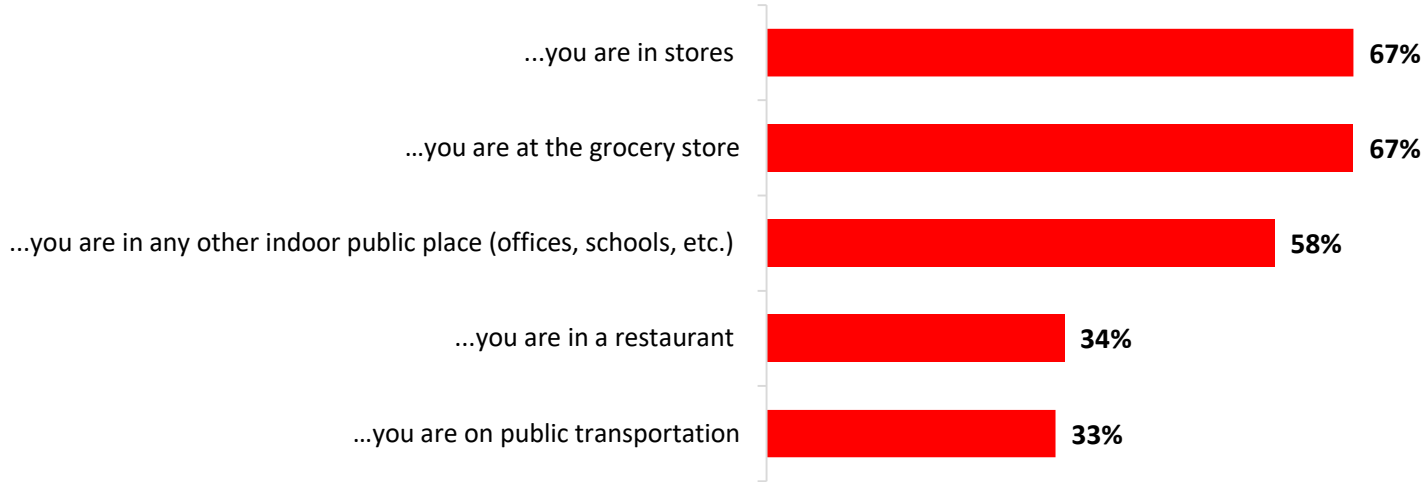 ...you are in stores 67%
…you are at the grocery store 67%
...you are in any other indoor public place (offices, schools, etc.) 58%
...you are in a restaurant 34%
…you are on public transportation 33%